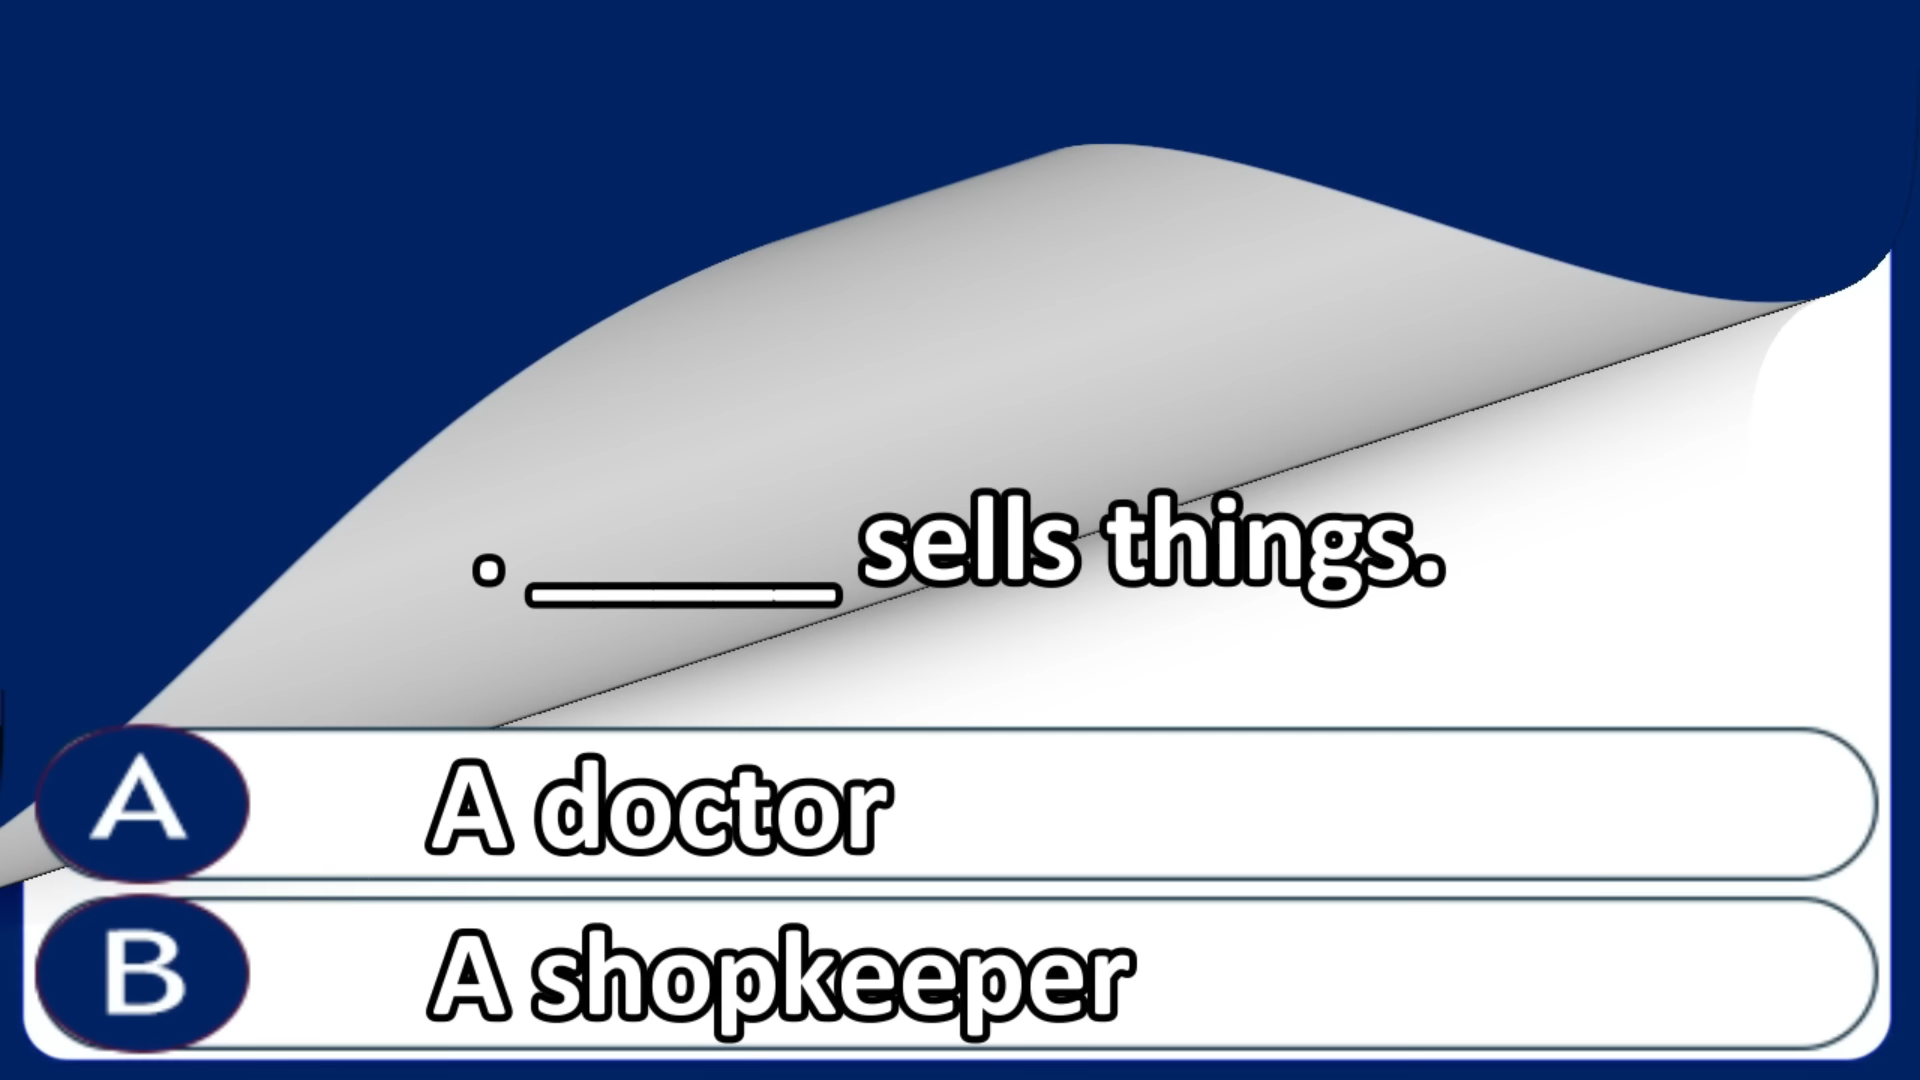 . ______ sells things.
A A doctor
B A shopkeeper